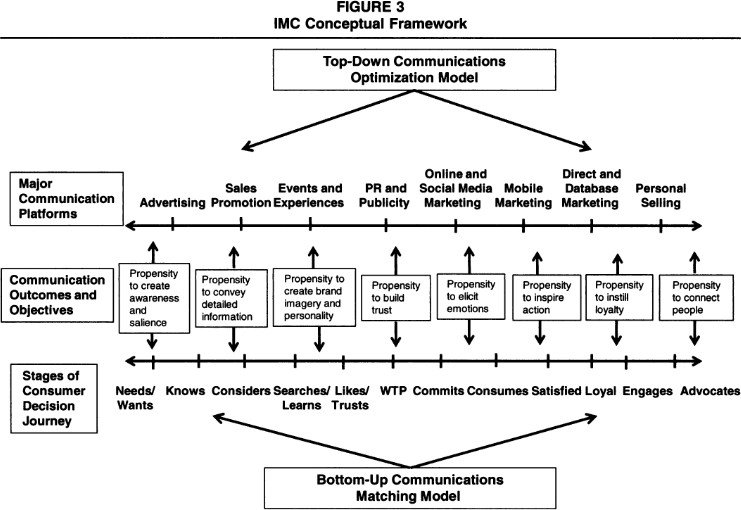 FIGURE 3
IMC Conceptual Framework
Top-Down Communications
Optimization Model
Major
Communication
Platforms
Advertising
Sales
Promotion
Events and
Experiences
PR and
Publicity
Online and
Social Media
Marketing
Mobile
Marketing
Direct and
Database
Marketing
Personal
Selling
Communication
Outcomes and
Objectives
Propensity
to create
awareness
and
salience
Propensity
to convey
detailed
information
Propensity to
create brand
imagery and
personality
Propensity
to build
trust
Propensity
to elicit
emotions
Propensity
to inspire
action
Propensity
to instill
loyalty
Propensity
to connect
people
Stages of
Consumer
Decision
Journey
Needs/
Wants
Knows
Considers
Searches/
Learns
Likes/
Trusts
WTP
Commits
Consumes
Satisfied
Loyal
Engages
Advocates
Bottom-Up Communications
Matching Model